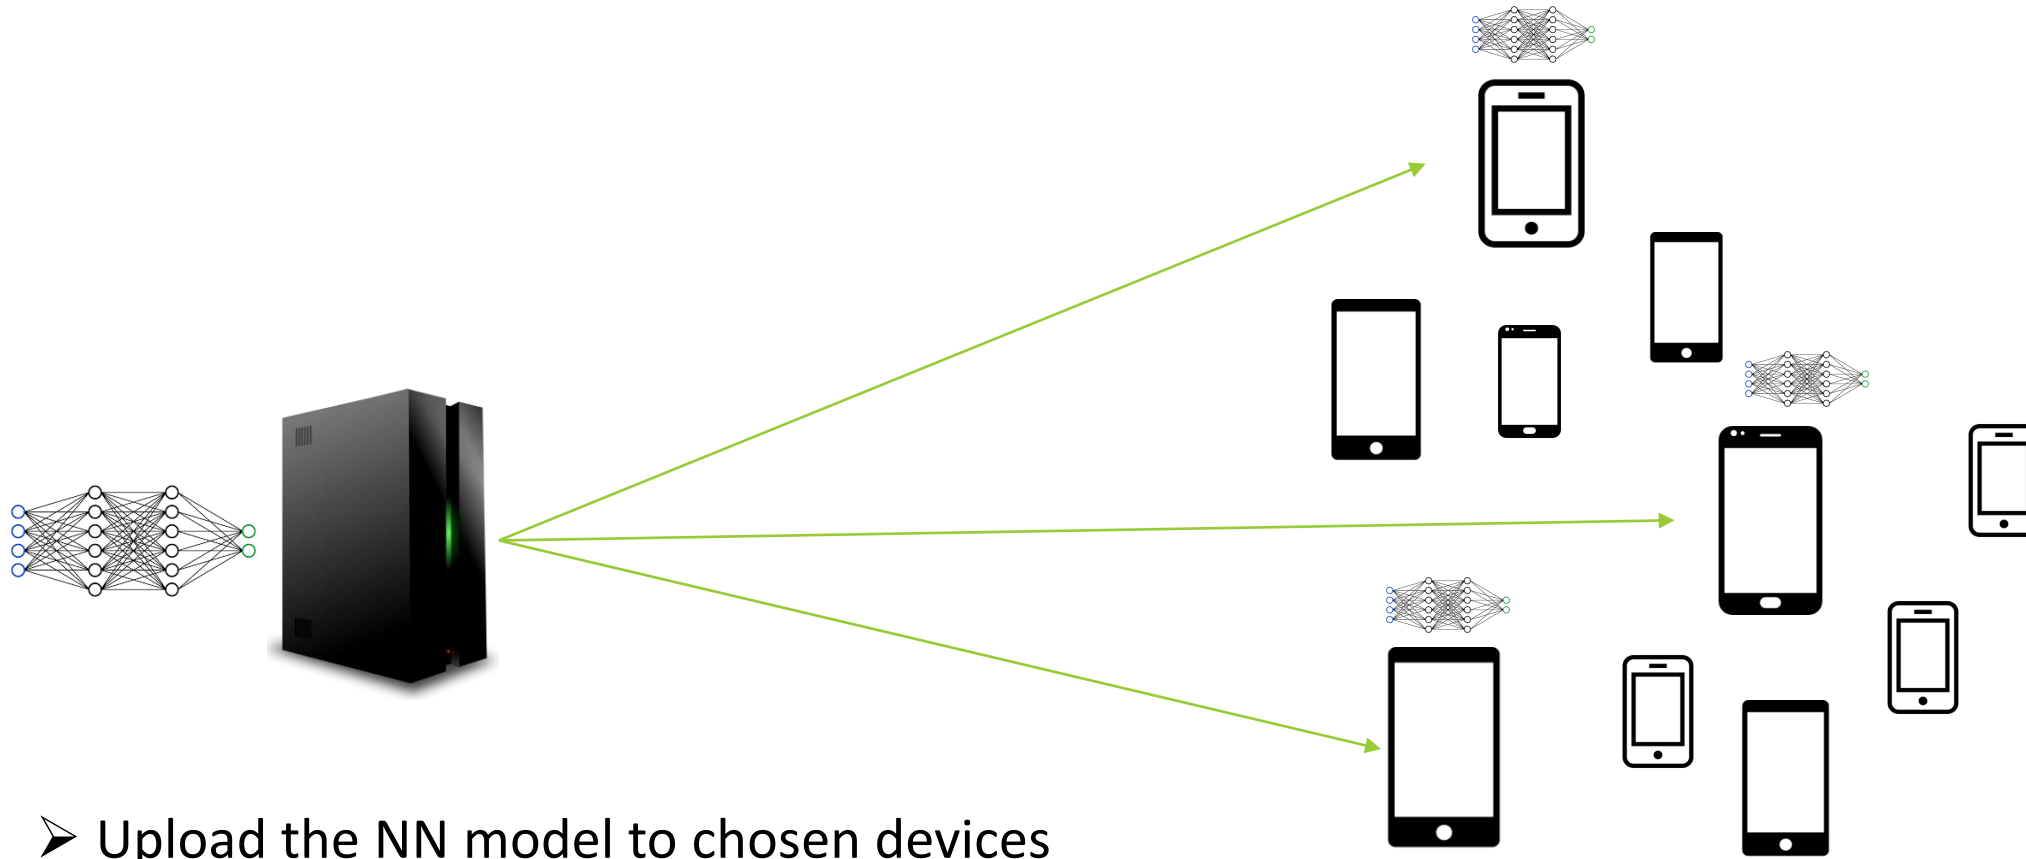 ➢ Upload the NN model to chosen devices